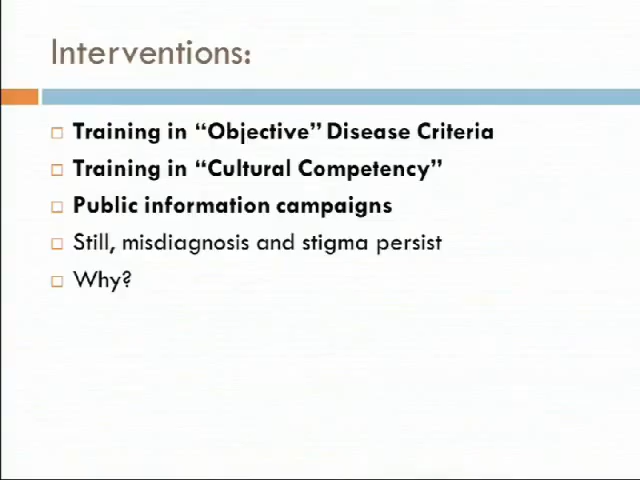 Interventions:
Training in “Objective” Disease Criteria
Training in “Cultural Competency”
Public information campaigns
Still, misdiagnosis and stigma persist
Why?